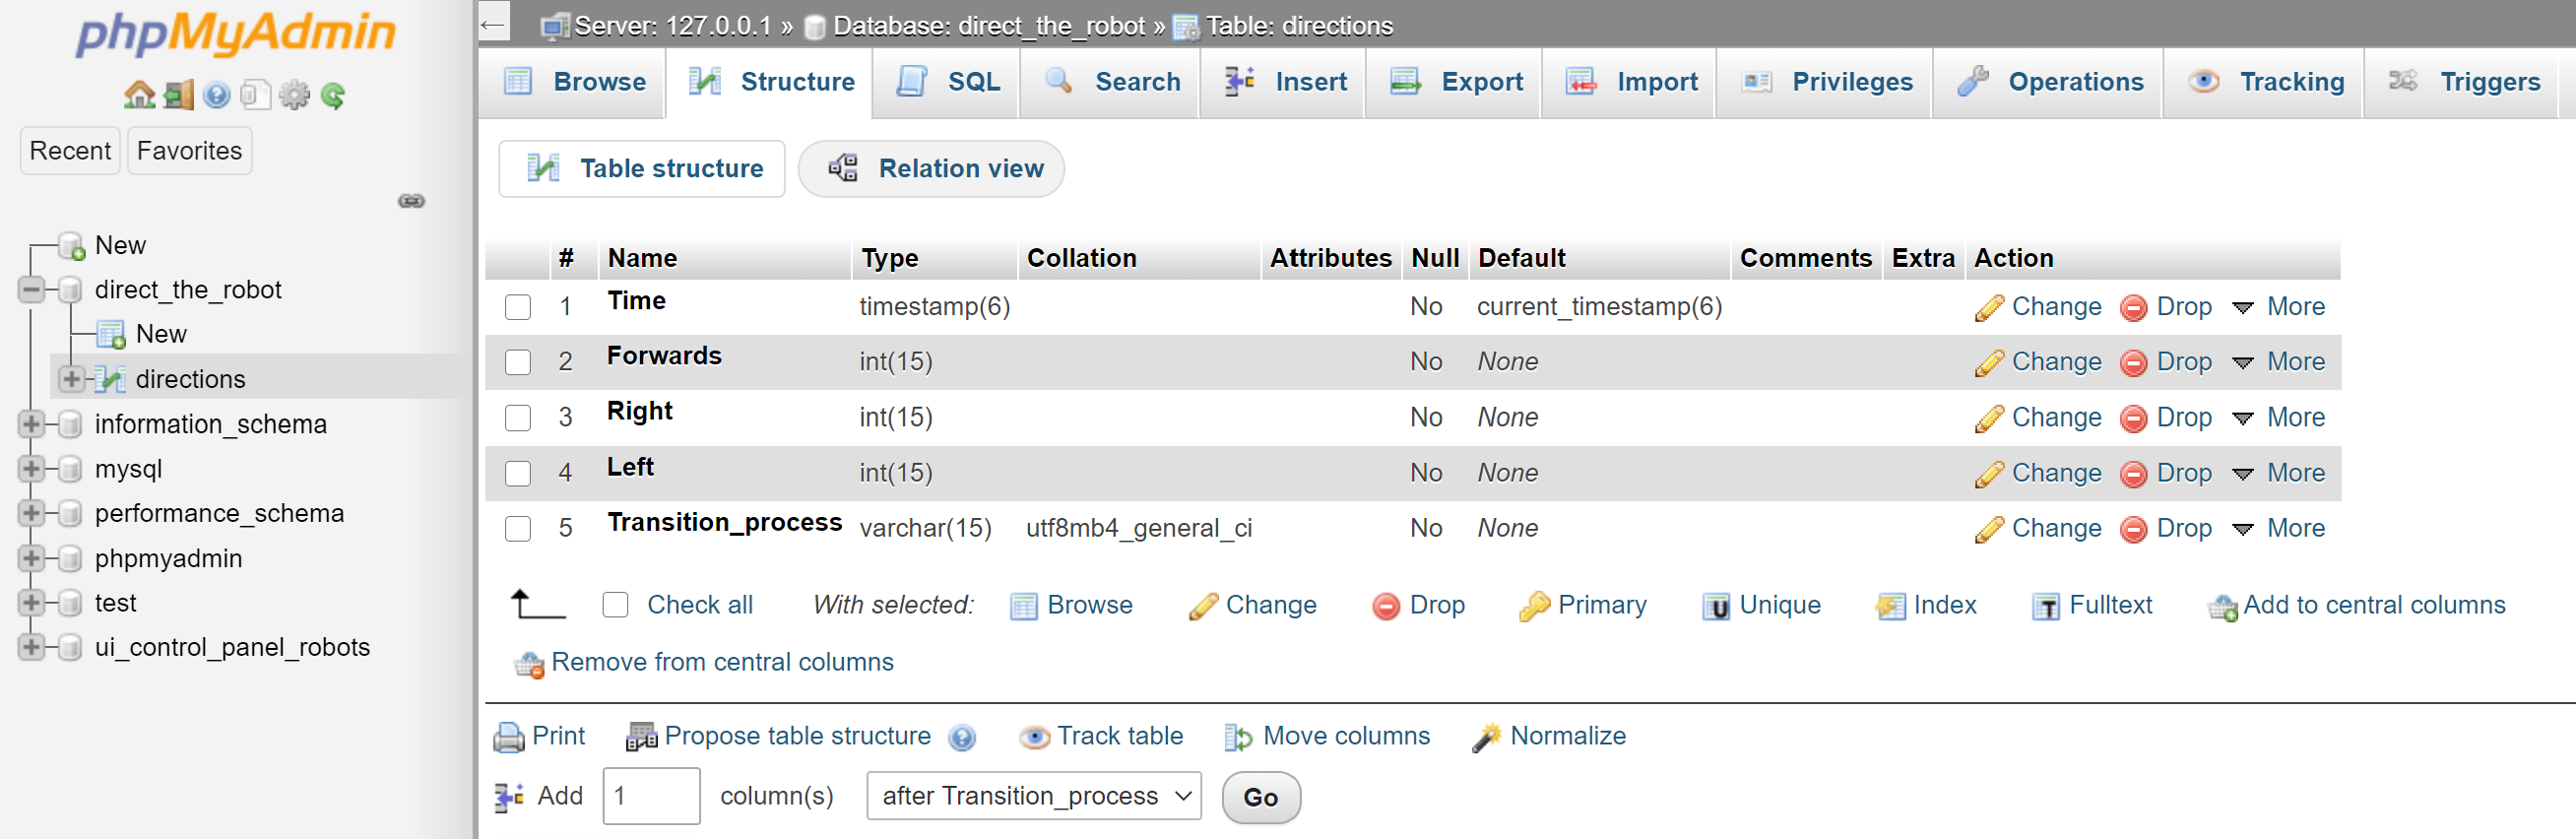 phpMyAdmin
Recent Favorites
New
direct_the_robot
New
directions
information_schema
mysql
performance_schema
phpmyadmin
test
ui_control_panel_robots
← Server: 127.0.0.1 » Database: direct_the_robot » Table: directions
Browse Structure SQL Search Insert Export Import Privileges Operations Tracking Triggers
Table structure Relation view
# Name Type Collation Attributes Null Default Comments Extra Action
1 Time timestamp(6) No current_timestamp(6) Change Drop More
2 Forwards int(15) No None Change Drop More
3 Right int(15) No None Change Drop More
4 Left int(15) No None Change Drop More
5 Transition_process varchar(15) utf8mb4_general_ci No None Change Drop More
Check all With selected: Browse Change Drop Primary Unique Index Fulltext Add to central columns
Remove from central columns
Print Propose table structure Track table Move columns Normalize
Add 1 column(s) after Transition_process Go